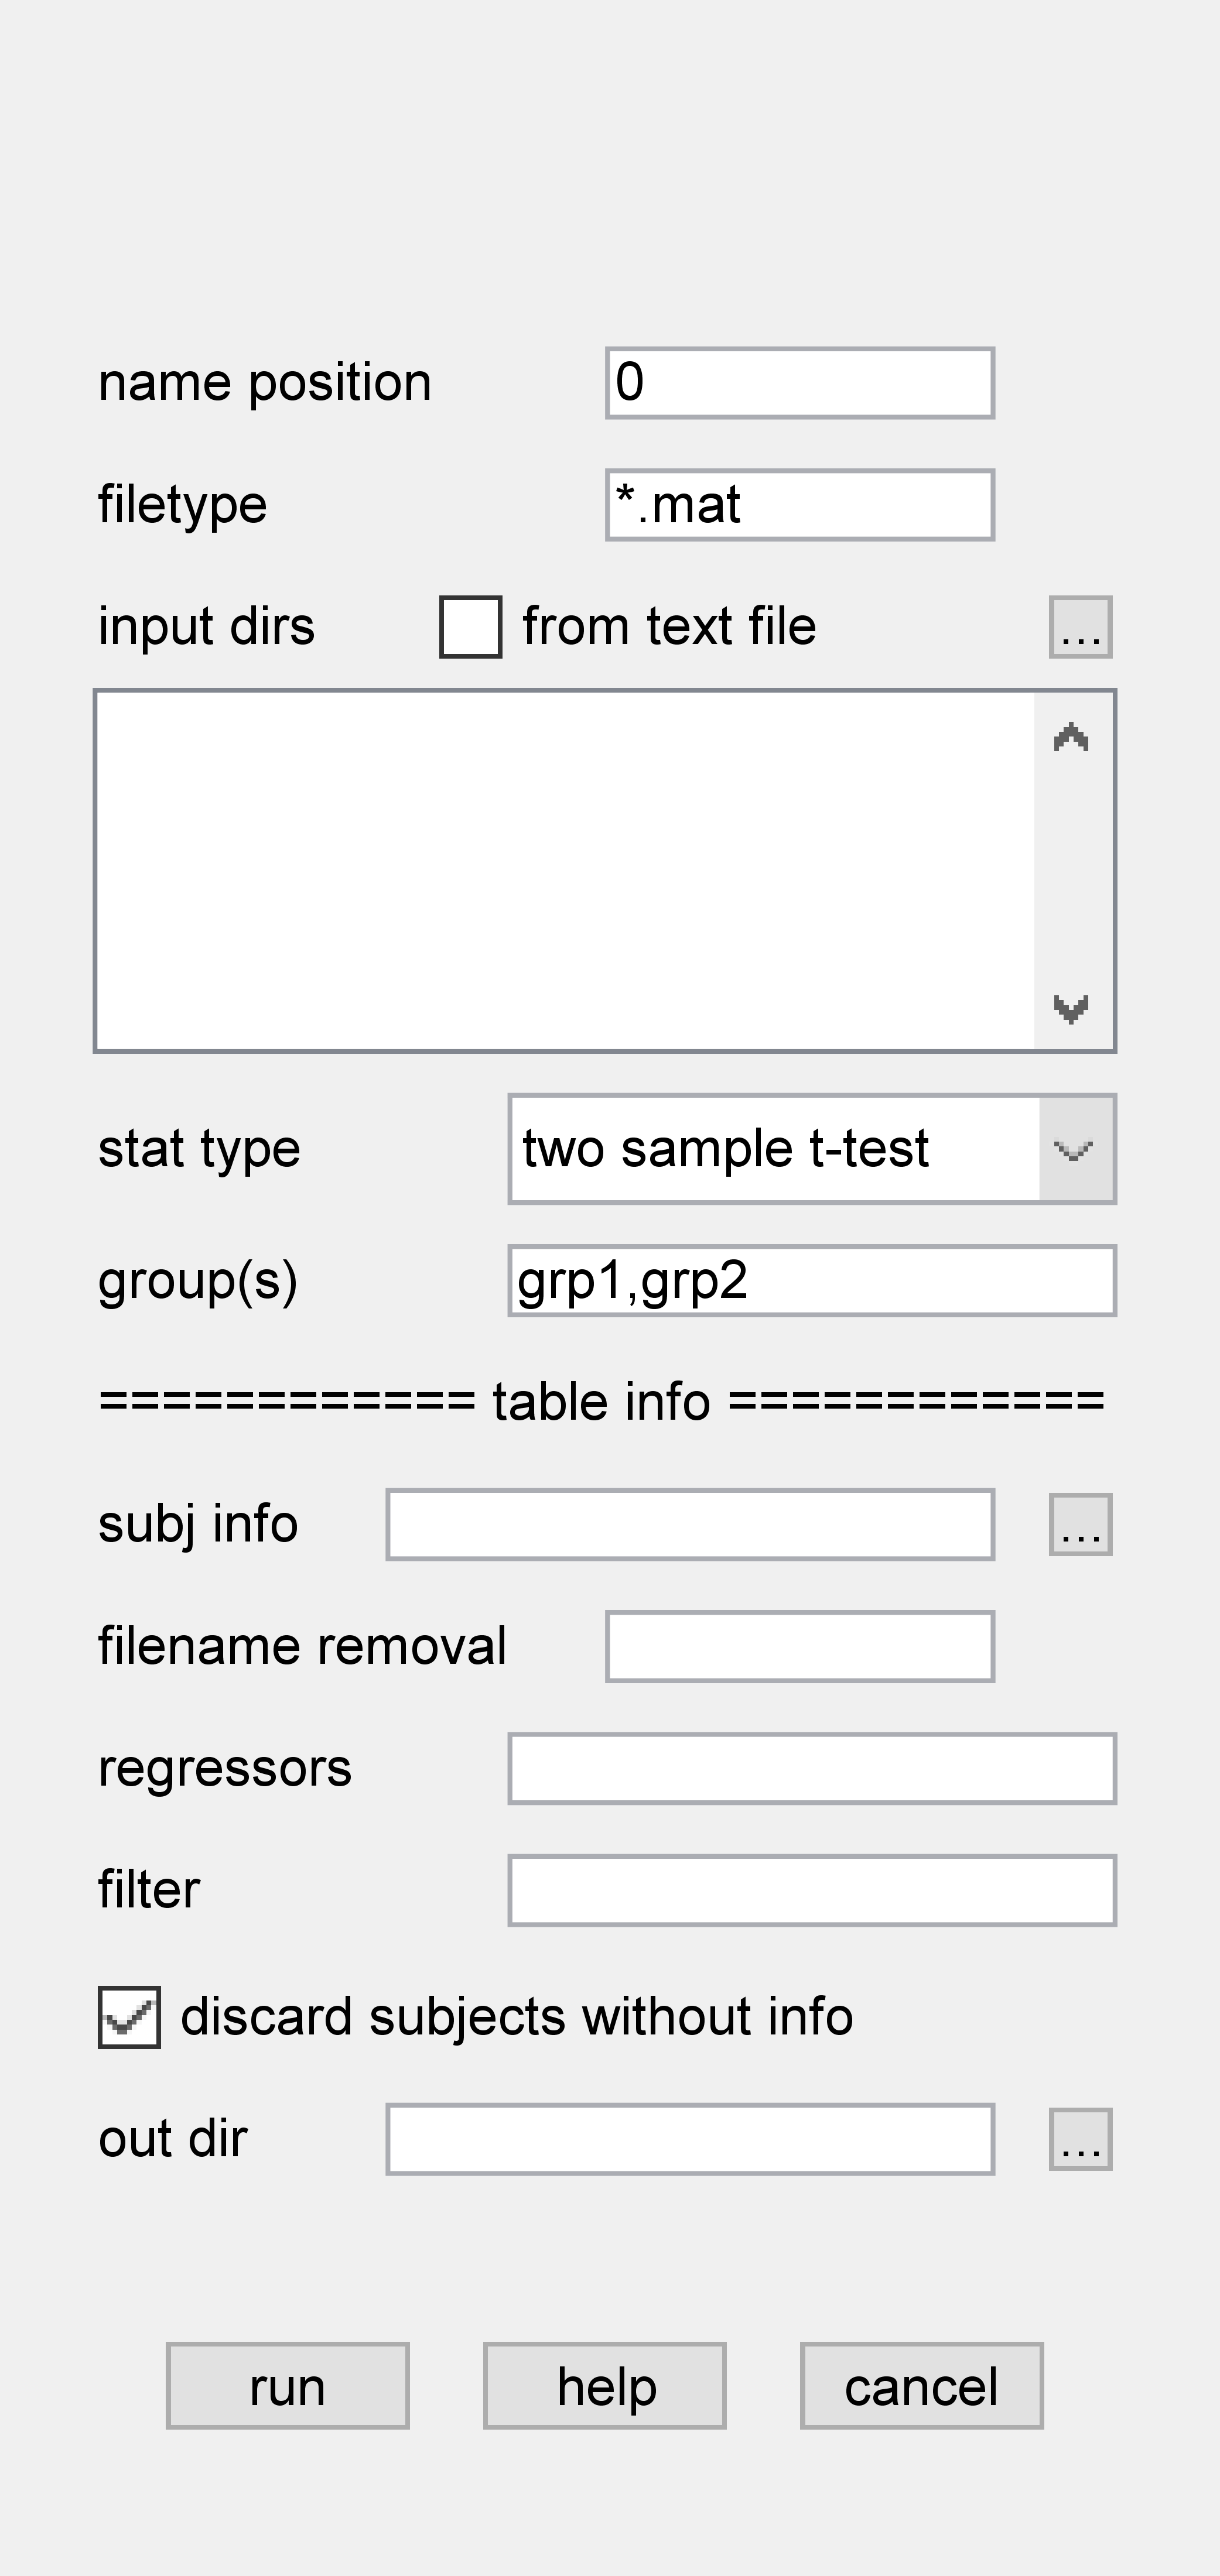 name position 0
filetype *.mat
input dirs from text file ...
stat type two sample t-test
group(s) grp1,grp2
============ table info ============
subj info ...
filename removal
regressors
filter
discard subjects without info
out dir ...
run help cancel